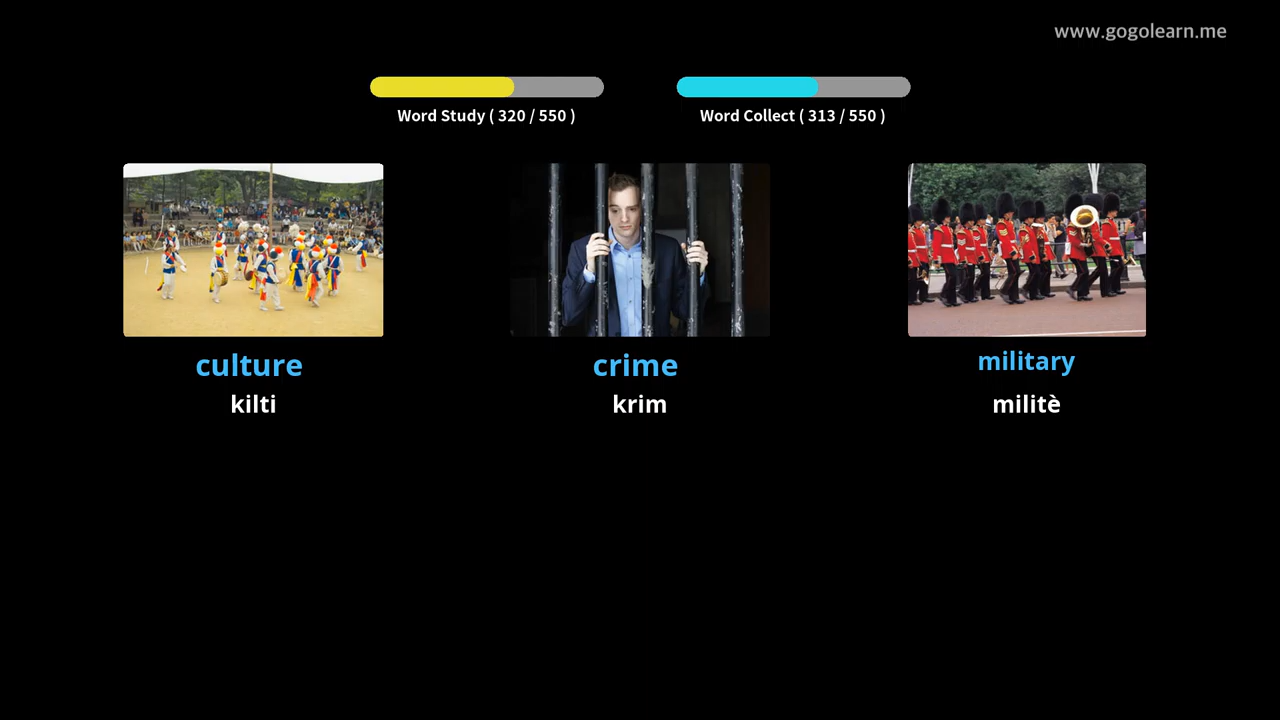 www.gogolearn.me
Word Study ( 320 / 550 )
Word Collect ( 313 / 550 )
culture
kilti
crime
krim
military
militè